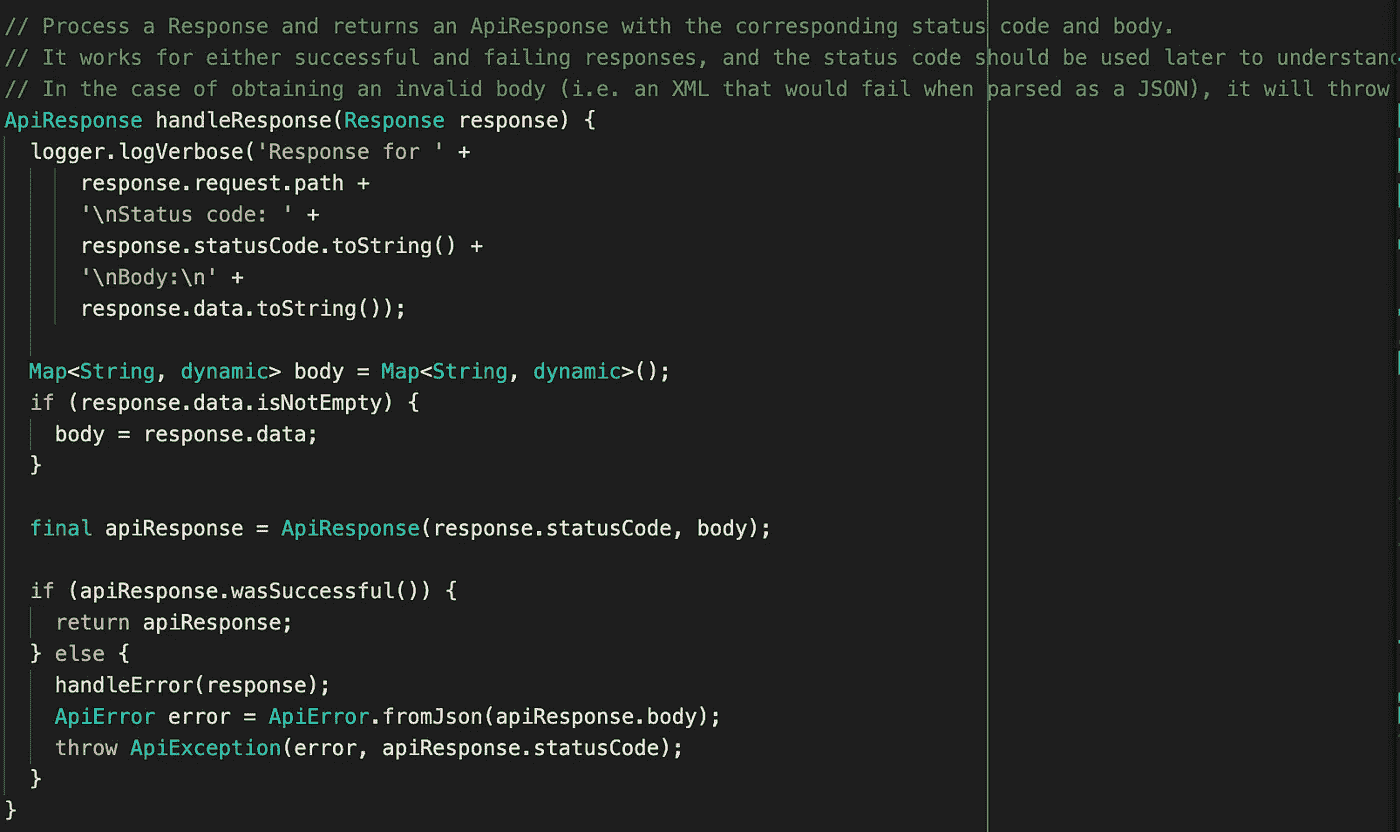 // Process a Response and returns an ApiResponse with the corresponding status code and body.
// It works for either successful and failing responses, and the status code should be used later to understand
// In the case of obtaining an invalid body (i.e. an XML that would fail when parsed as a JSON), it will throw
ApiResponse handleResponse(Response response) {
  logger.logVerbose('Response for ' +
      response.request.path +
      '\nStatus code: ' +
      response.statusCode.toString() +
      '\nBody:\n' +
      response.data.toString());

  Map<String, dynamic> body = Map<String, dynamic>();
  if (response.data.isNotEmpty) {
    body = response.data;
  }

  final apiResponse = ApiResponse(response.statusCode, body);

  if (apiResponse.wasSuccessful()) {
    return apiResponse;
  } else {
    handleError(response);
    ApiError error = ApiError.fromJson(apiResponse.body);
    throw ApiException(error, apiResponse.statusCode);
  }
}